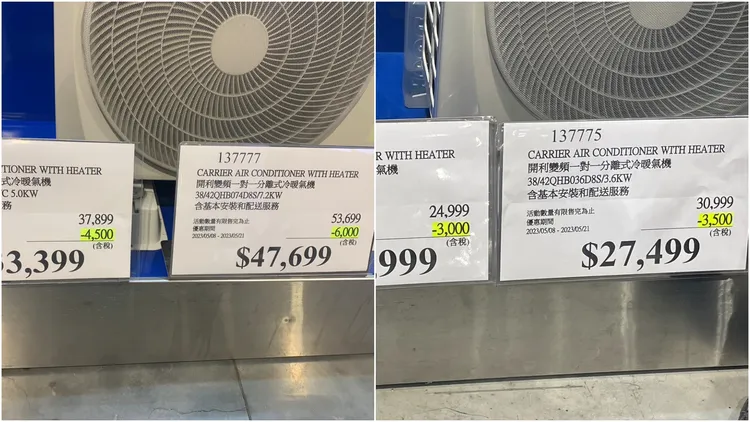 TIONER WITH HEATER
式冷暖氣機
C 5.0KW
務
37,899
-4,500
(含稅)
3,399
137777
CARRIER AIR CONDITIONER WITH HEATER
開利變頻一對一分離式冷暖氣機
38/42QHB074D8S/7.2KW
含基本安裝和配送服務
活動數量有限售完為止
優惠期間
2023/05/08 - 2023/05/21
53,699
-6,000
(含稅)
$47,699
R WITH HEATER
氣機
24,999
-3,000
(含稅)
999
137775
CARRIER AIR CONDITIONER WITH HEATER
開利變頻一對一分離式冷暖氣機
38/42QHB036D8S/3.6KW
含基本安裝和配送服務
活動數量有限售完為止
優惠期間
2023/05/08 - 2023/05/21
30,999
-3,500
(含稅)
$27,499